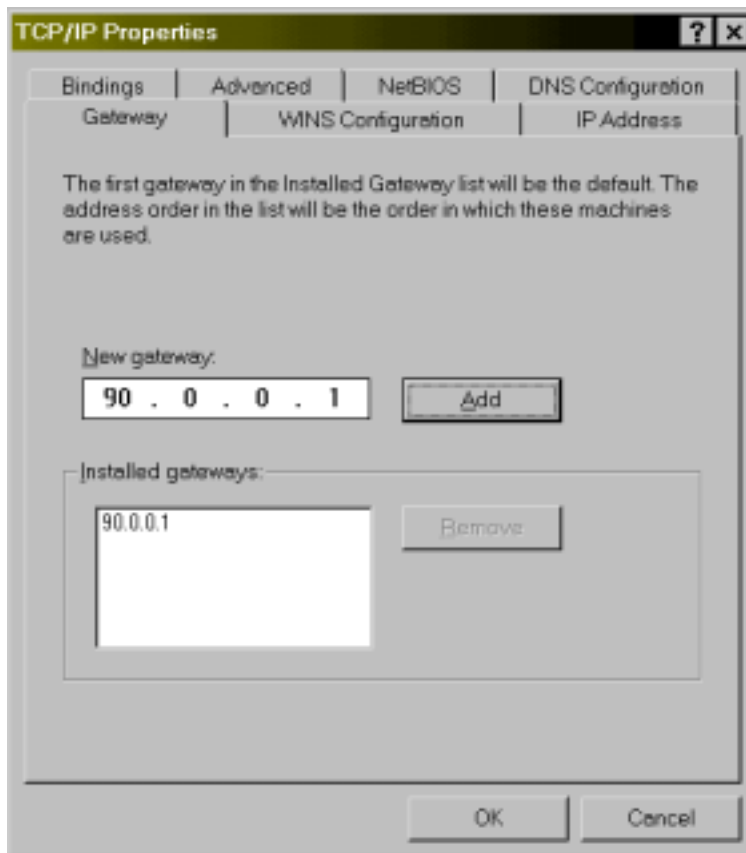 TCP/IP Properties
Bindings Advanced NetBIOS DNS Configuration
Gateway WINS Configuration IP Address
The first gateway in the Installed Gateway list will be the default. The
address order in the list will be the order in which these machines
are used.
New gateway:
90 . 0 . 0 . 1 Add
Installed gateways:
90.0.0.1 Remove
OK Cancel